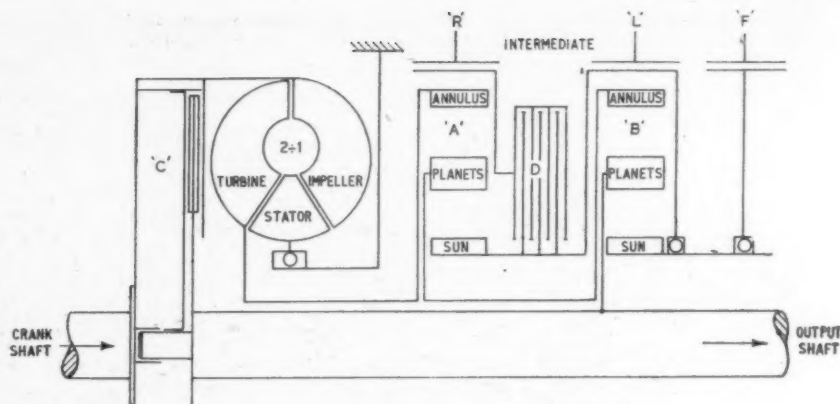 'R'
'L'
'F'
INTERMEDIATE
ANNULUS
ANNULUS
'C'
'A'
'B'
2÷1
TURBINE
IMPELLER
STATOR
PLANETS
D
PLANETS
SUN
SUN
CRANK
SHAFT
OUTPUT
SHAFT